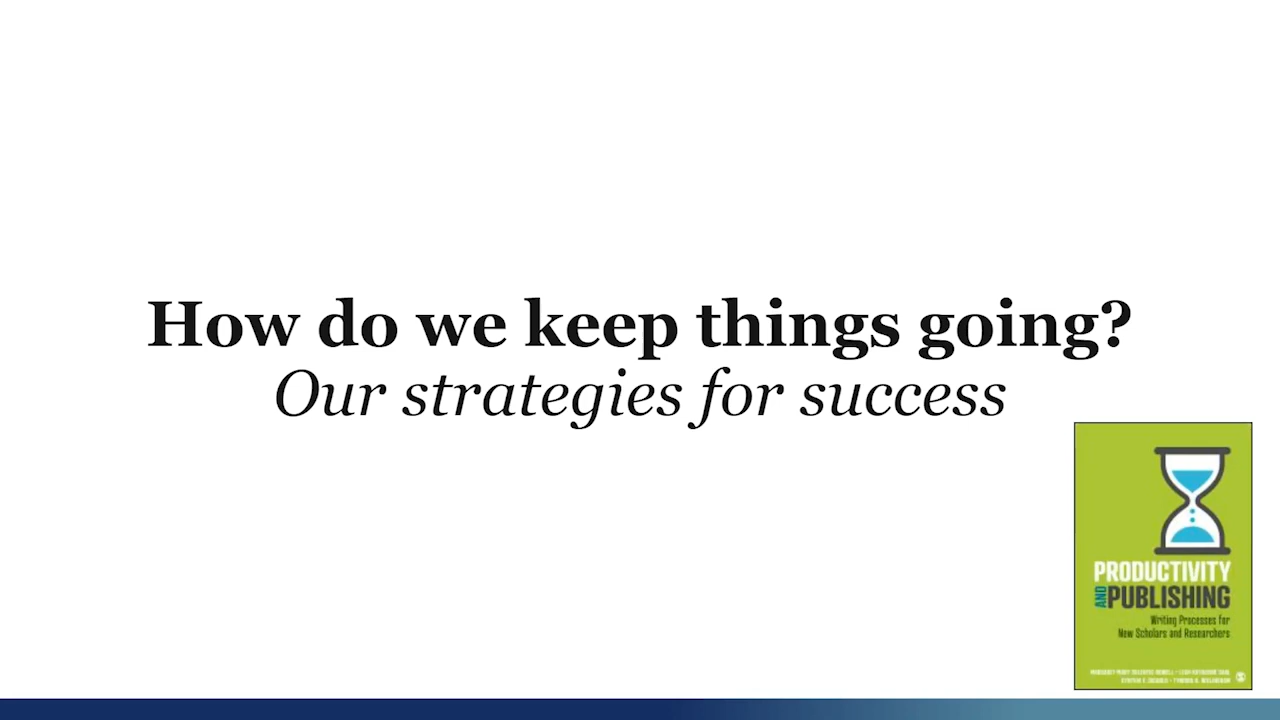 How do we keep things going?
Our strategies for success
PRODUCTIVITY
AND PUBLISHING
Writing Processes for
New Scholars and Researchers